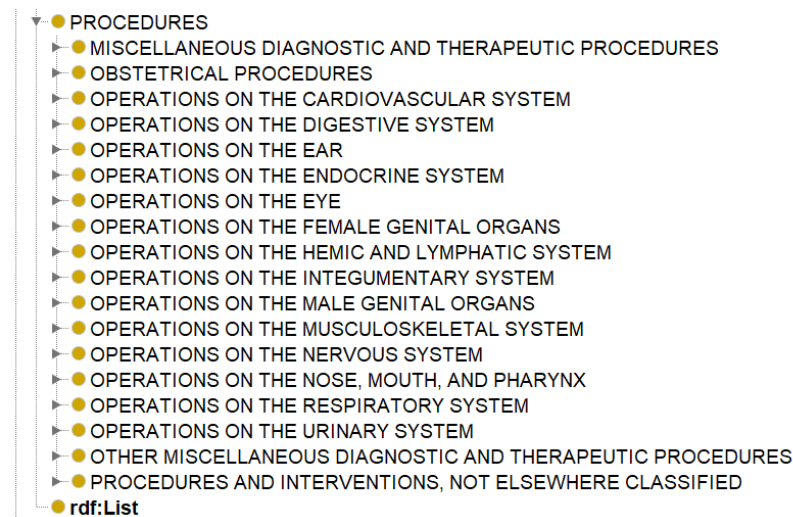 PROCEDURES
MISCELLANEOUS DIAGNOSTIC AND THERAPEUTIC PROCEDURES
OBSTETRICAL PROCEDURES
OPERATIONS ON THE CARDIOVASCULAR SYSTEM
OPERATIONS ON THE DIGESTIVE SYSTEM
OPERATIONS ON THE EAR
OPERATIONS ON THE ENDOCRINE SYSTEM
OPERATIONS ON THE EYE
OPERATIONS ON THE FEMALE GENITAL ORGANS
OPERATIONS ON THE HEMIC AND LYMPHATIC SYSTEM
OPERATIONS ON THE INTEGUMENTARY SYSTEM
OPERATIONS ON THE MALE GENITAL ORGANS
OPERATIONS ON THE MUSCULOSKELETAL SYSTEM
OPERATIONS ON THE NERVOUS SYSTEM
OPERATIONS ON THE NOSE, MOUTH, AND PHARYNX
OPERATIONS ON THE RESPIRATORY SYSTEM
OPERATIONS ON THE URINARY SYSTEM
OTHER MISCELLANEOUS DIAGNOSTIC AND THERAPEUTIC PROCEDURES
PROCEDURES AND INTERVENTIONS, NOT ELSEWHERE CLASSIFIED
rdf:List